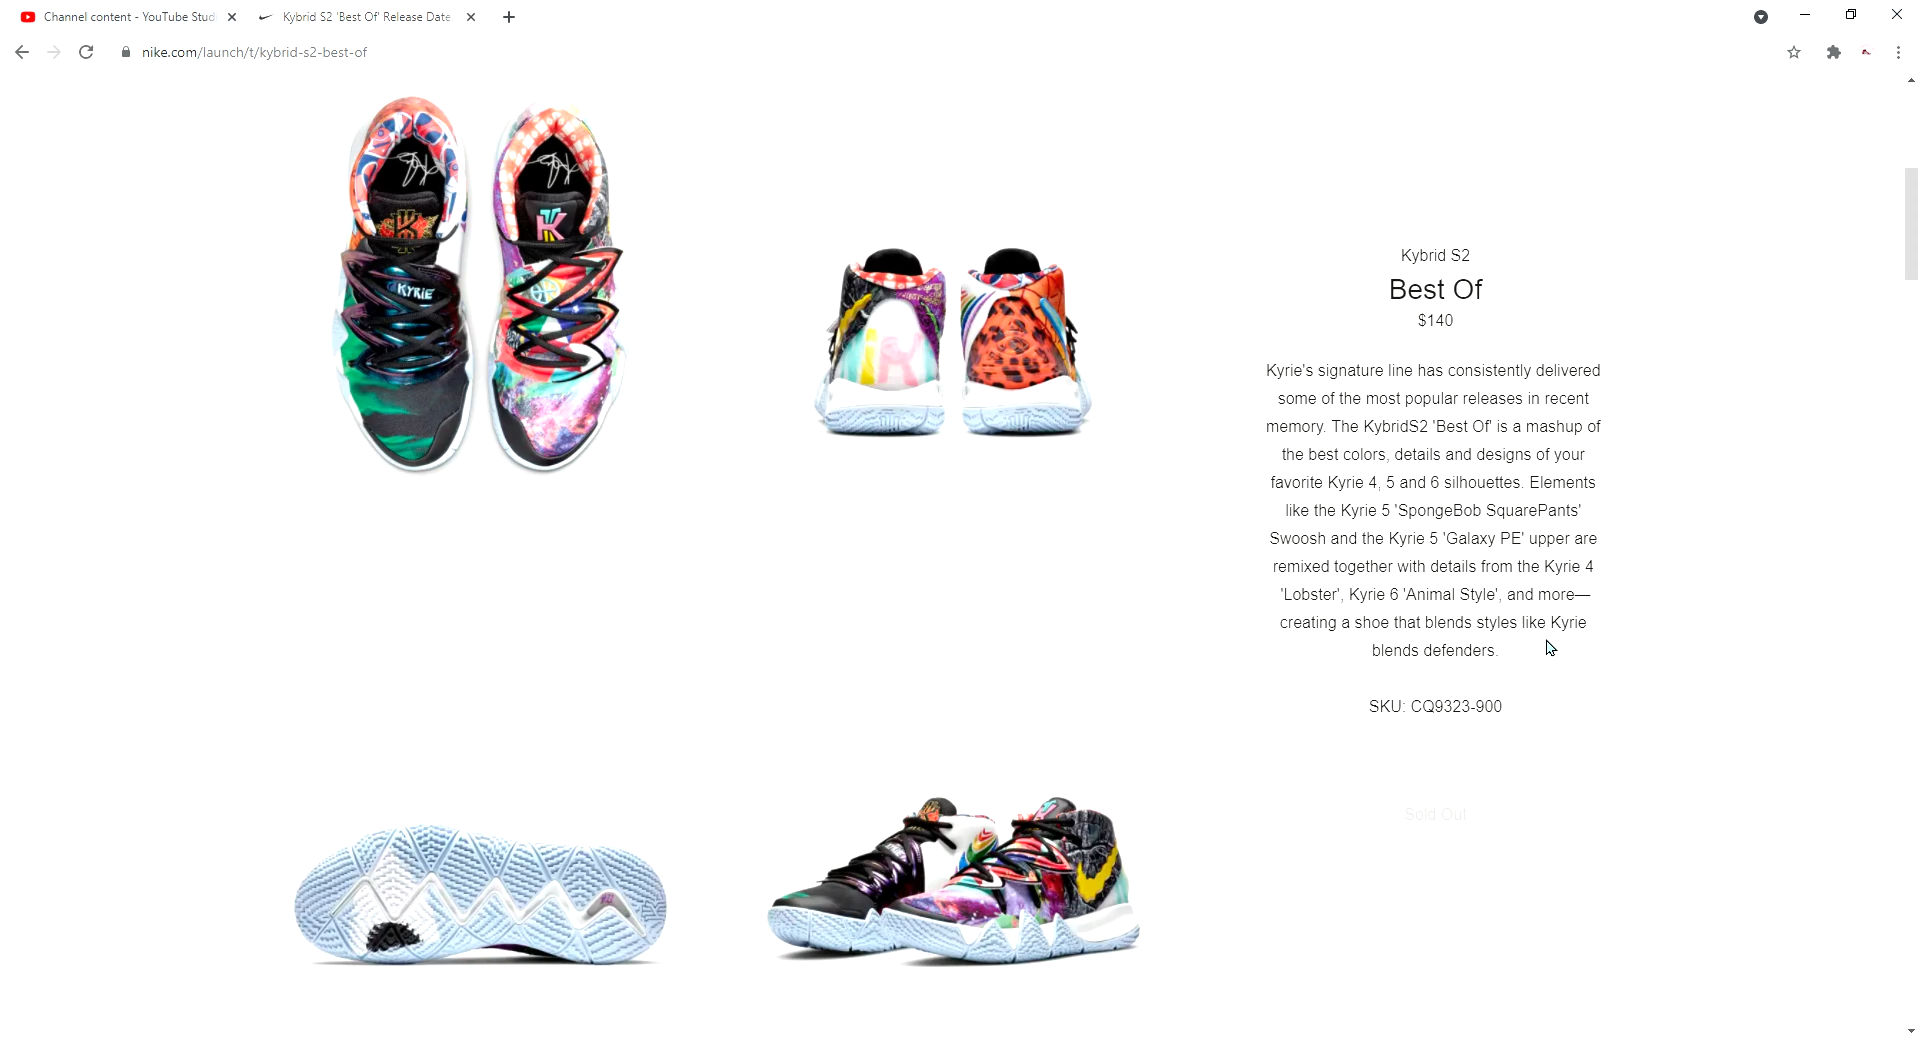 Channel content - YouTube Stud
Kybrid S2 'Best Of' Release Date
nike.com/launch/t/kybrid-s2-best-of
KYRIE
Kybrid S2
Best Of
$140
Kyrie's signature line has consistently delivered
some of the most popular releases in recent
memory. The KybridS2 'Best Of' is a mashup of
the best colors, details and designs of your
favorite Kyrie 4, 5 and 6 silhouettes. Elements
like the Kyrie 5 'SpongeBob SquarePants'
Swoosh and the Kyrie 5 'Galaxy PE' upper are
remixed together with details from the Kyrie 4
'Lobster', Kyrie 6 'Animal Style', and more—
creating a shoe that blends styles like Kyrie
blends defenders.
SKU: CQ9323-900
Sold Out